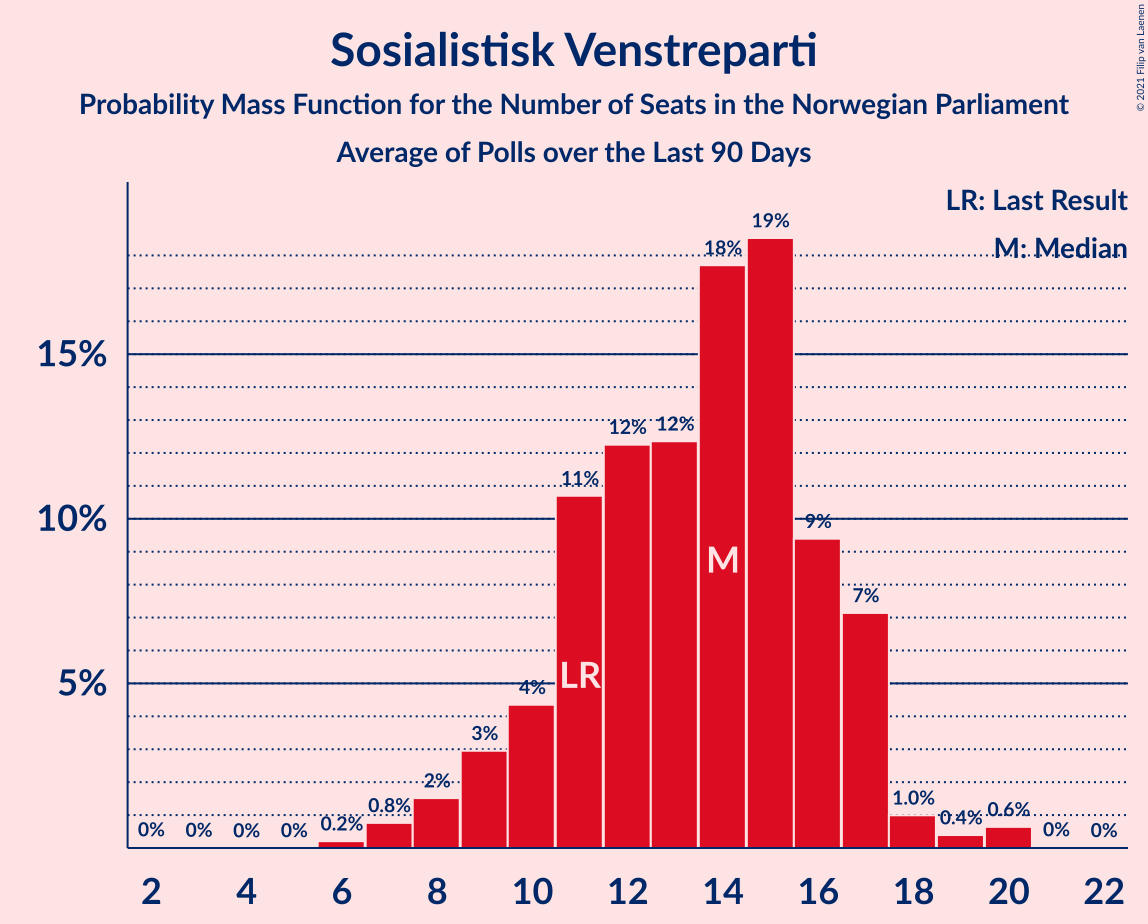 Sosialistisk Venstreparti
Probability Mass Function for the Number of Seats in the Norwegian Parliament
Average of Polls over the Last 90 Days
© 2021 Filip van Laenen
LR: Last Result
M: Median
15%
10%
5%
0% 0% 0% 0% 0.2% 0.8% 2% 3% 4% 11% 12% 12% 18% 19% 9% 7% 1.0% 0.4% 0.6% 0% 0%
LR
M
2 4 6 8 10 12 14 16 18 20 22